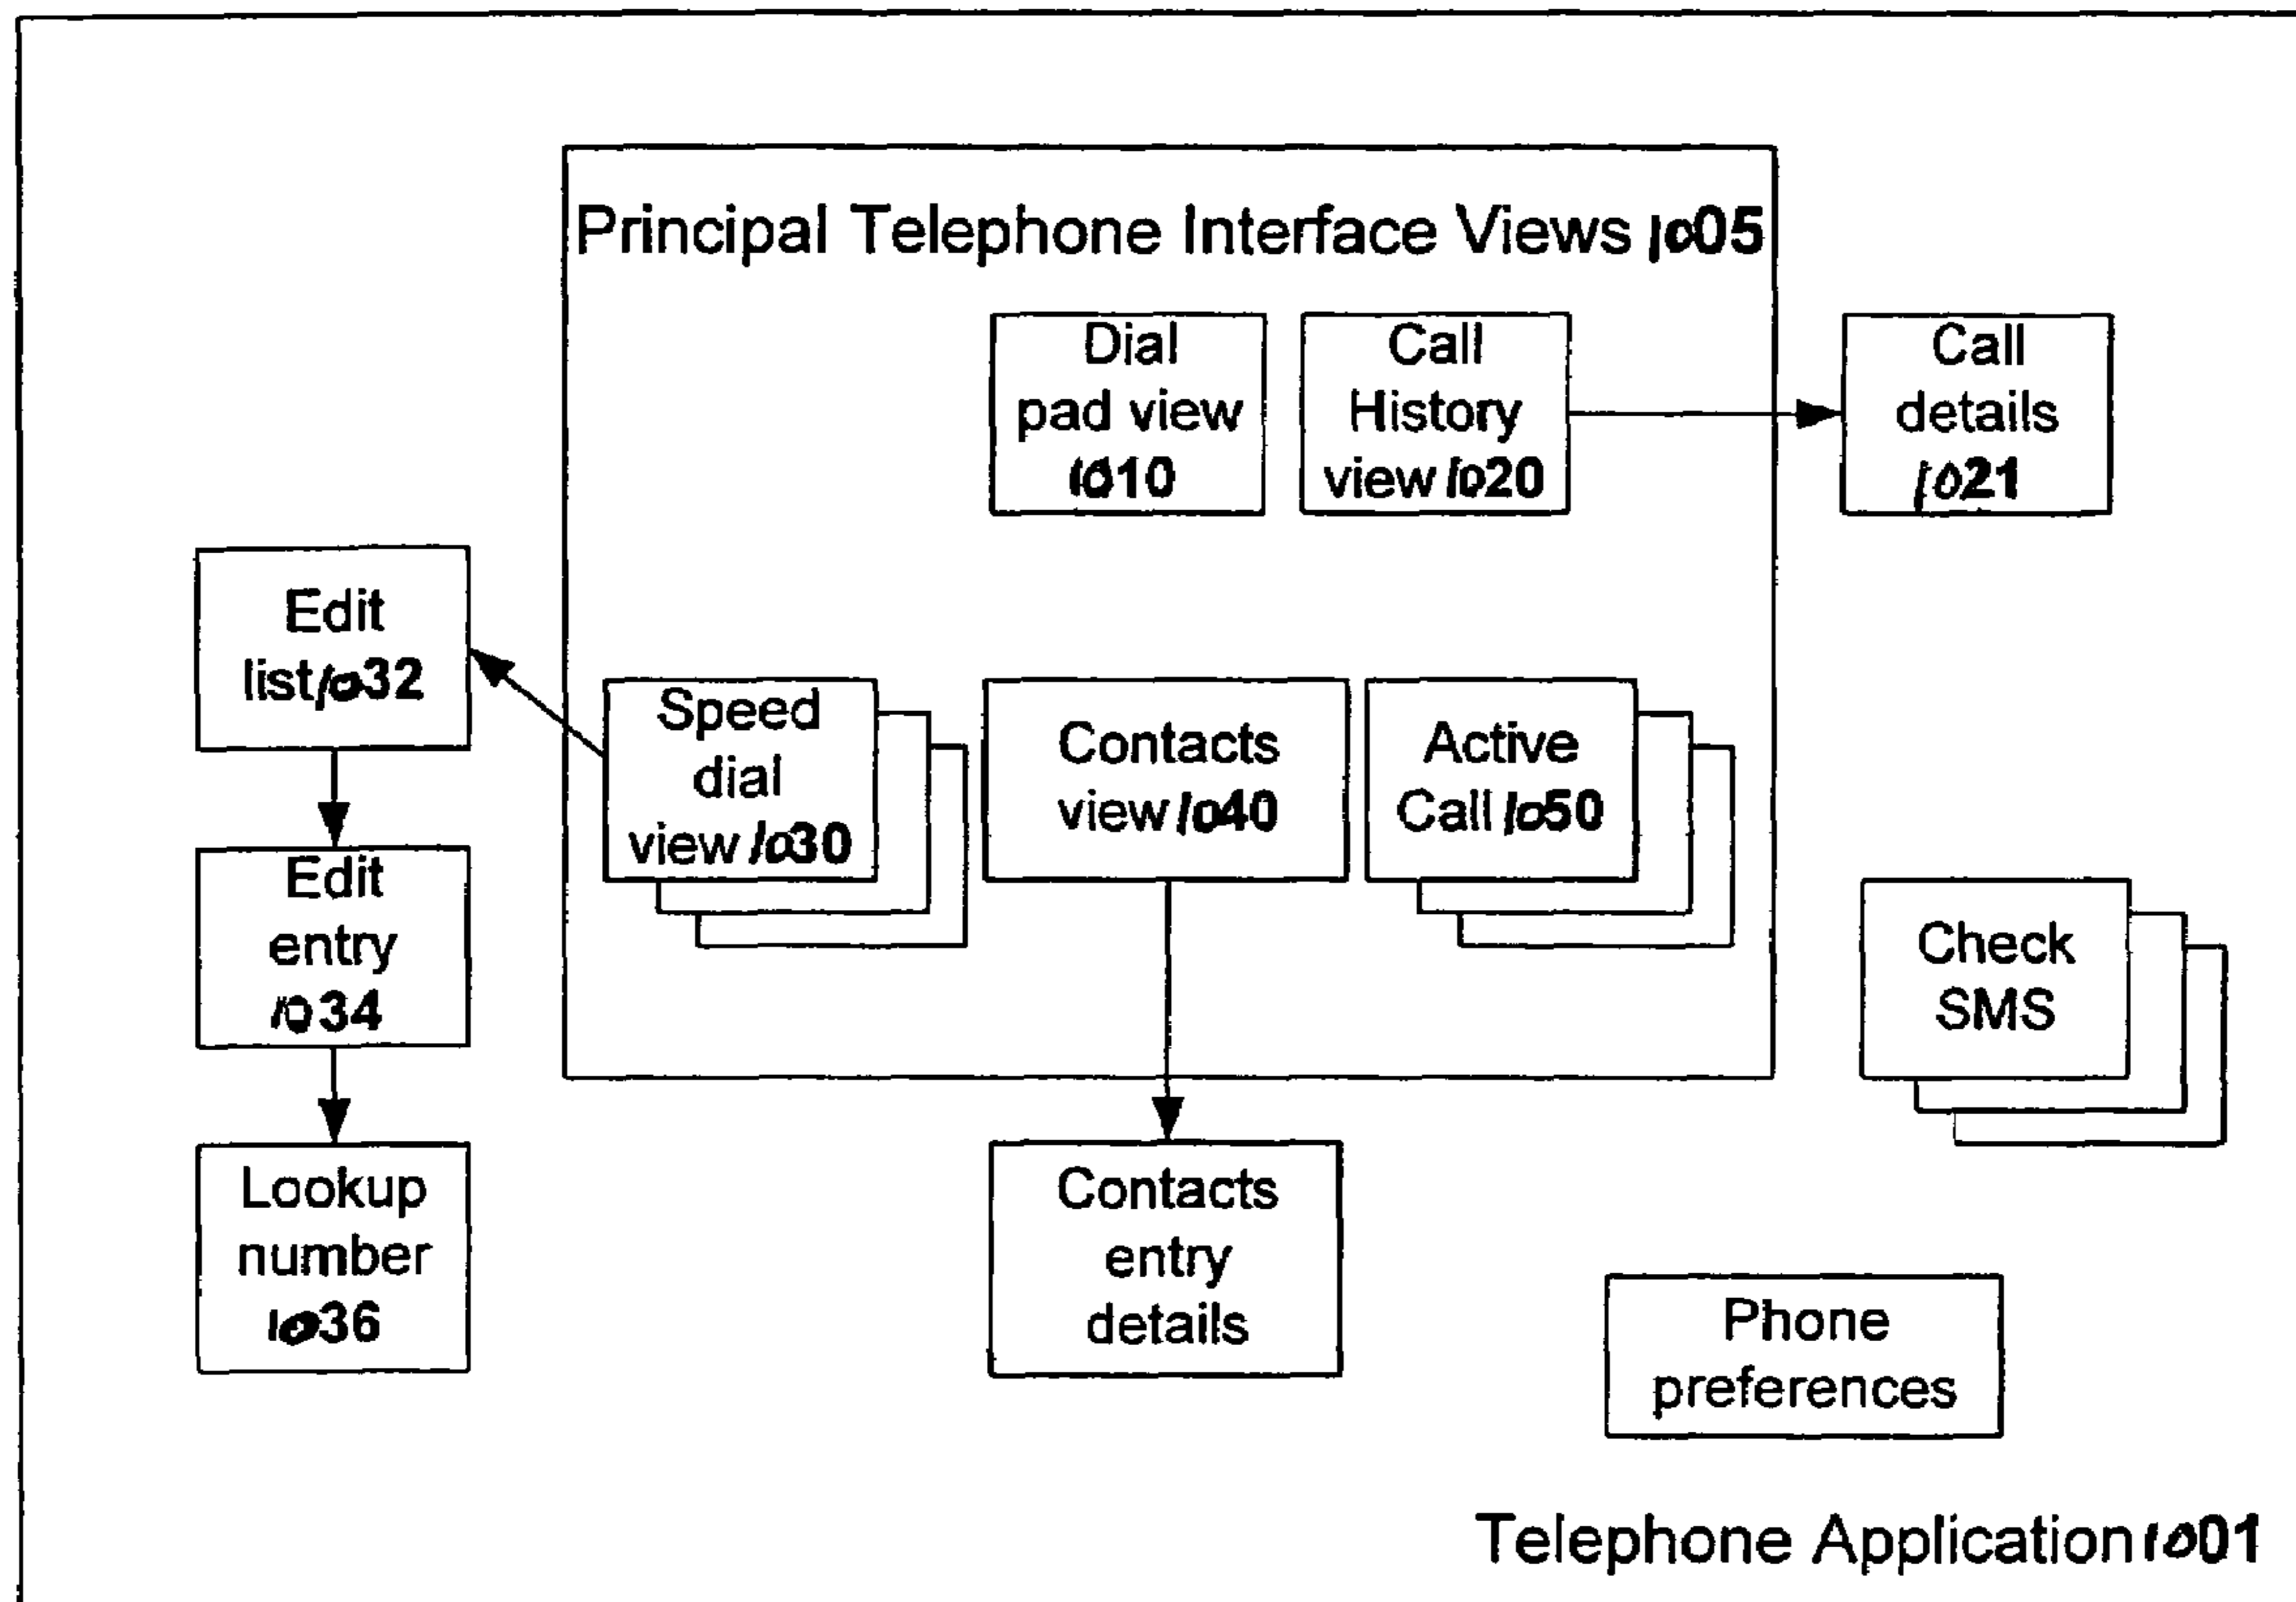 Principal Telephone Interface Views 1005
Dial
pad view
1010
Call
History
view 1020
Call
details
1021
Edit
list 1032
Speed
dial
view 1030
Contacts
view 1040
Active
Call 1050
Edit
entry
1034
Check
SMS
Lookup
number
1036
Contacts
entry
details
Phone
preferences
Telephone Application 1001